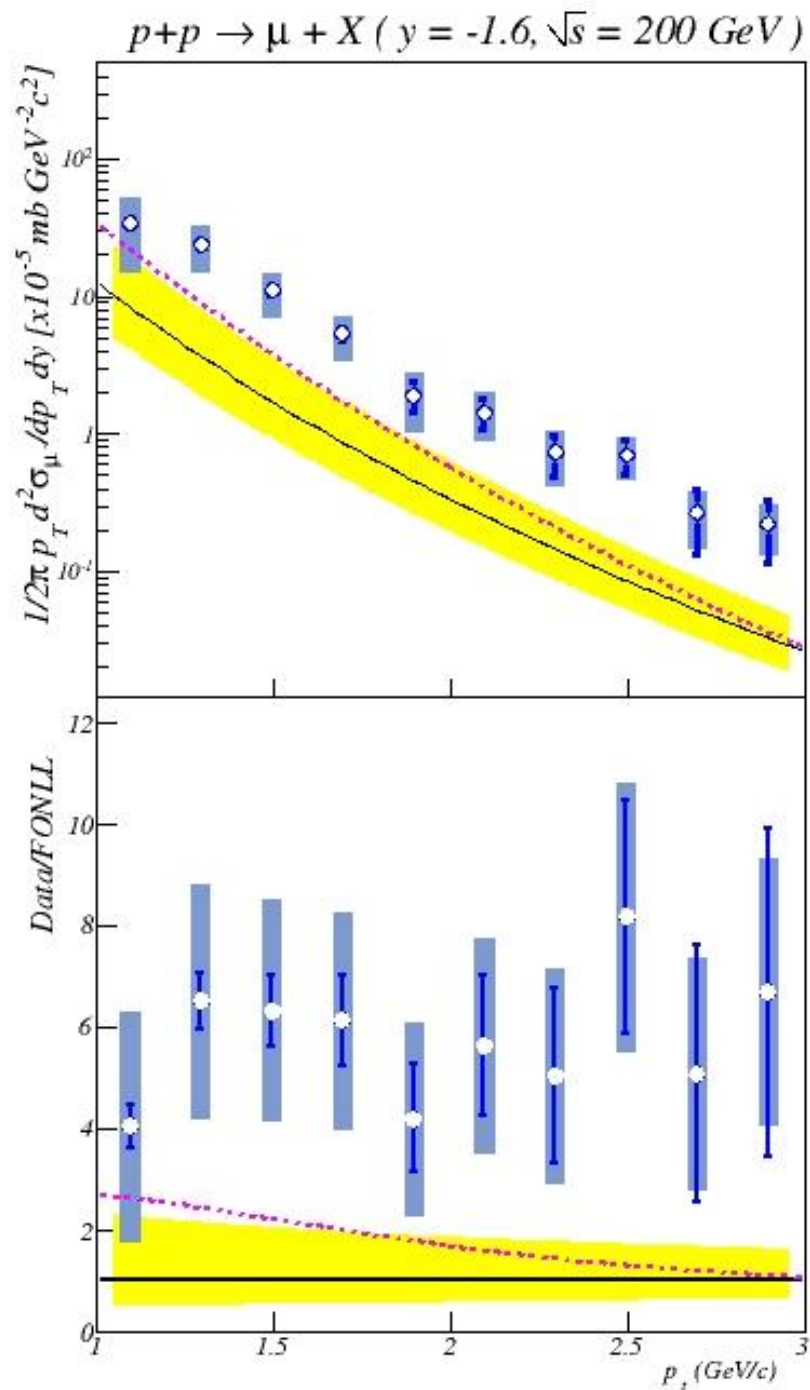 p+p → μ + X ( y = -1.6, √s = 200 GeV )
1/2π p_T d²σ_μ/dp_T dy [x10⁻⁵ mb GeV⁻²c²]
10²
10
1
10⁻¹
Data/FONLL
12
10
8
6
4
2
0
1 1.5 2 2.5 3
p_t (GeV/c)